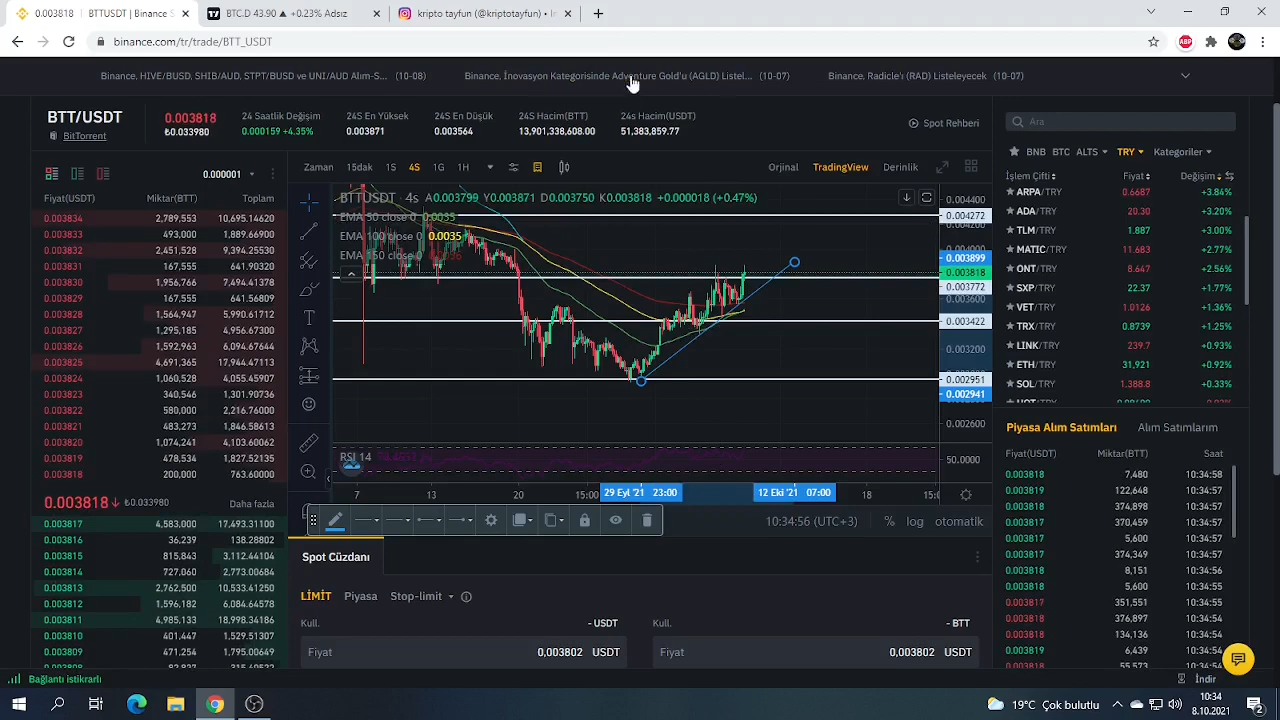 0.003818 | BTTUSDT | Binance S
BTC.D 43.90 ▲ +0.23% Adsız
kripto tayfun (@kriptotayfun) •
binance.com/tr/trade/BTT_USDT
Binance, HIVE/BUSD, SHIB/AUD, STPT/BUSD ve UNI/AUD Alım-S... (10-08)
Binance, İnovasyon Kategorisinde Adventure Gold'u (AGLD) Listel... (10-07)
Binance, Radicle'ı (RAD) Listeleyecek (10-07)
BTT/USDT
BitTorrent
0.003818
₺0.033980
24 Saatlik Değişim
0.000159 +4.35%
24S En Yüksek
0.003871
24S En Düşük
0.003564
24S Hacim(BTT)
13,901,338,608.00
24s Hacim(USDT)
51,383,859.77
Spot Rehberi
0.000001
Fiyat(USDT) Miktar(BTT) Toplam
0.003834 2,789,553 10,695.14620
0.003833 493,000 1,889.66900
0.003832 2,451,528 9,394.25530
0.003831 167,555 641.90320
0.003830 1,956,766 7,494.41378
0.003829 167,555 641.56809
0.003828 1,564,947 5,990.61712
0.003827 1,295,185 4,956.67300
0.003826 1,592,963 6,094.67644
0.003825 4,691,365 17,944.47113
0.003824 1,060,528 4,055.45907
0.003823 340,546 1,301.90736
0.003822 580,000 2,216.76000
0.003821 483,273 1,846.58613
0.003820 1,074,241 4,103.60062
0.003819 478,534 1,827.52135
0.003818 200,000 763.60000
0.003818 ₺0.033980 Daha fazla
0.003817 4,583,000 17,493.31100
0.003816 36,239 138.28802
0.003815 815,843 3,112.44104
0.003814 727,060 2,773.00684
0.003813 2,762,500 10,533.41250
0.003812 1,596,182 6,084.64578
0.003811 4,985,133 18,998.34186
0.003810 401,447 1,529.51307
0.003809 471,254 1,795.00649
Zaman 15dak 1S 4S 1G 1H
Orjinal TradingView Derinlik
BTTUSDT 4s A0.003799 Y0.003871 D0.003750 K0.003818 +0.000018 (+0.47%)
EMA 50 close 0 0.0035
EMA 100 close 0 0.0035
EMA 150 close 0 0.0036
0.004400
0.004272
0.004200
0.004000
0.003899
0.003818
0.003772
0.003600
0.003422
0.003200
0.002951
0.002941
0.002600
RSI 14
50.0000
7 13 20 15:00 29 Eyl '21 23:00 12 Eki '21 07:00 18 15:0
10:34:56 (UTC+3) % log otomatik
Spot Cüzdanı
LİMİT Piyasa Stop-limit
Kull. - USDT
Fiyat 0,003802 USDT
Kull. - BTT
Fiyat 0,003802 USDT
Ara
BNB BTC ALTS TRY Kategoriler
İşlem Çifti Fiyat Değişim
ARPA/TRY 0.6687 +3.84%
ADA/TRY 20.30 +3.20%
TLM/TRY 1.887 +3.00%
MATIC/TRY 11.683 +2.77%
ONT/TRY 8.647 +2.56%
SXP/TRY 22.37 +1.77%
VET/TRY 1.0126 +1.36%
TRX/TRY 0.8739 +1.25%
LINK/TRY 239.7 +0.93%
ETH/TRY 31,921 +0.92%
SOL/TRY 1.388.8 +0.33%
Piyasa Alım Satımları Alım Satımlarım
Fiyat(USDT) Miktar(BTT) Saat
0.003818 7,480 10:34:58
0.003819 122,648 10:34:57
0.003818 374,898 10:34:57
0.003817 370,459 10:34:57
0.003817 5,600 10:34:57
0.003817 374,349 10:34:57
0.003818 8,151 10:34:56
0.003818 5,600 10:34:55
0.003817 351,551 10:34:55
0.003818 376,897 10:34:54
0.003818 134,136 10:34:54
0.003819 6,439 10:34:54
0.003818 55,573 10:34:54
Bağlantı istikrarlı
İndir
19°C Çok bulutlu
10:34
8.10.2021
2